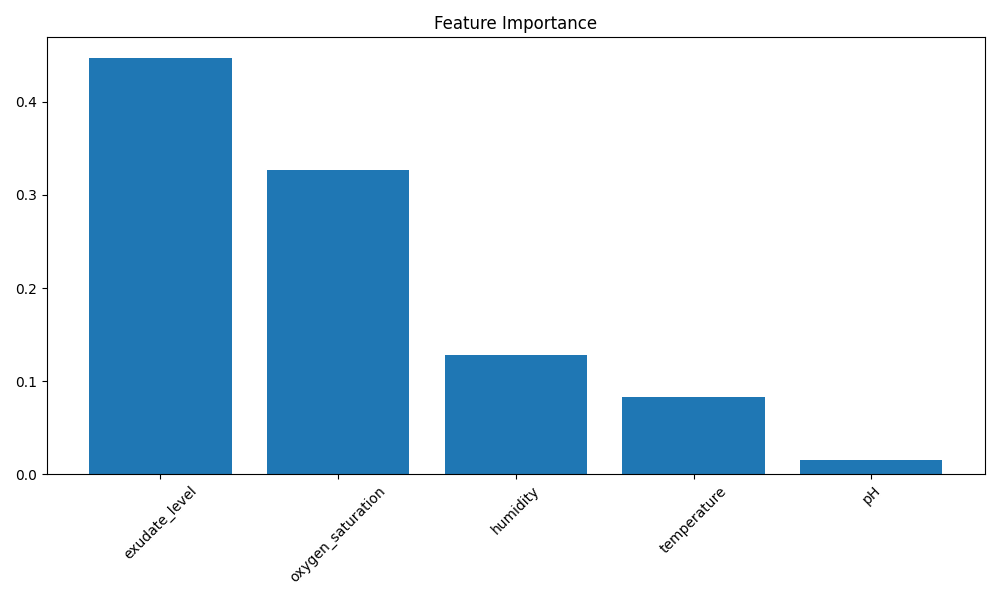 Feature Importance
0.4
0.3
0.2
0.1
0.0
exudate_level
oxygen_saturation
humidity
temperature
pH